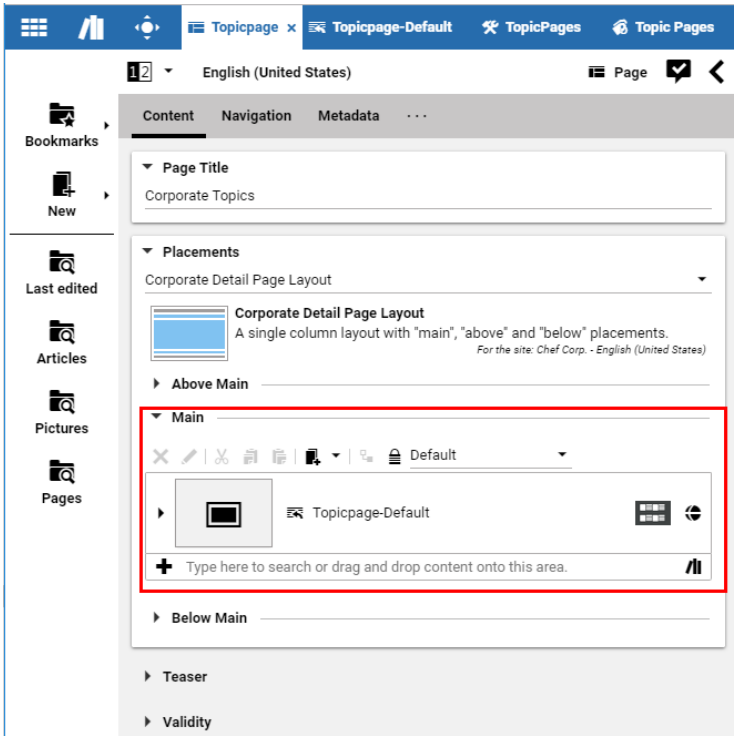 Topicpage × Topicpage-Default TopicPages Topic Pages
12 English (United States) Page
Content Navigation Metadata ...
Bookmarks
New
Last edited
Articles
Pictures
Pages
Page Title
Corporate Topics
Placements
Corporate Detail Page Layout
Corporate Detail Page Layout
A single column layout with "main", "above" and "below" placements.
For the site: Chef Corp. - English (United States)
Above Main
Main
Default
Topicpage-Default
Type here to search or drag and drop content onto this area.
Below Main
Teaser
Validity